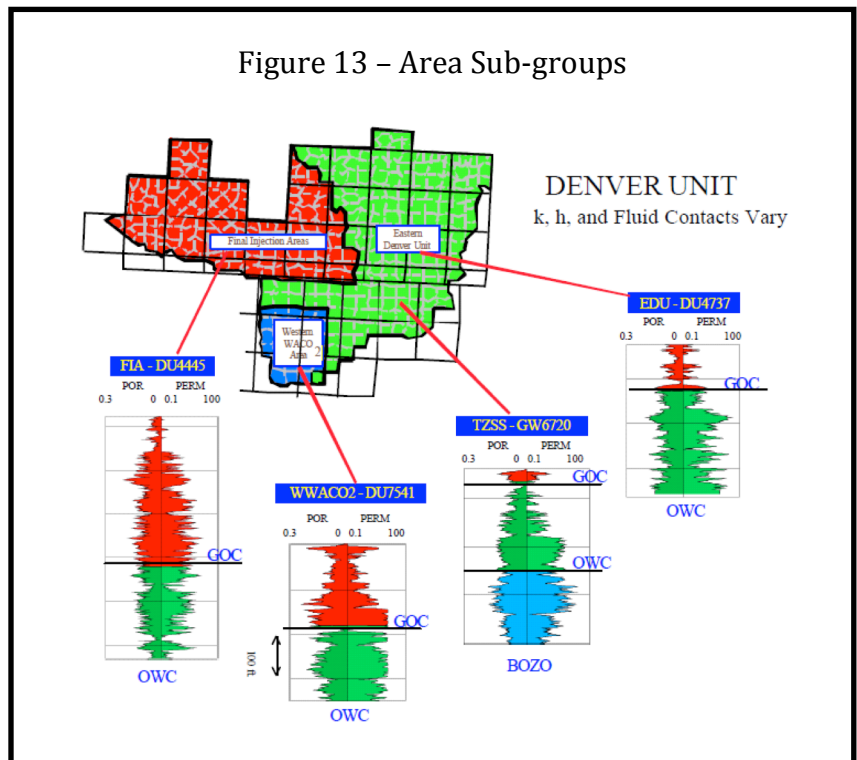 Figure 13 – Area Sub-groups
DENVER UNIT
k, h, and Fluid Contacts Vary
Final Injection Areas
Eastern
Denver Unit
Western
WACO
Area 2
EDU - DU4737
POR PERM
0.3 0 0.1 100
GOC
OWC
FIA - DU4445
POR PERM
0.3 0 0.1 100
GOC
OWC
TZSS - GW6720
POR PERM
0.3 0 0.1 100
GOC
OWC
BOZO
WWACO2 - DU7541
POR PERM
0.3 0 0.1 100
GOC
100 ft.
OWC